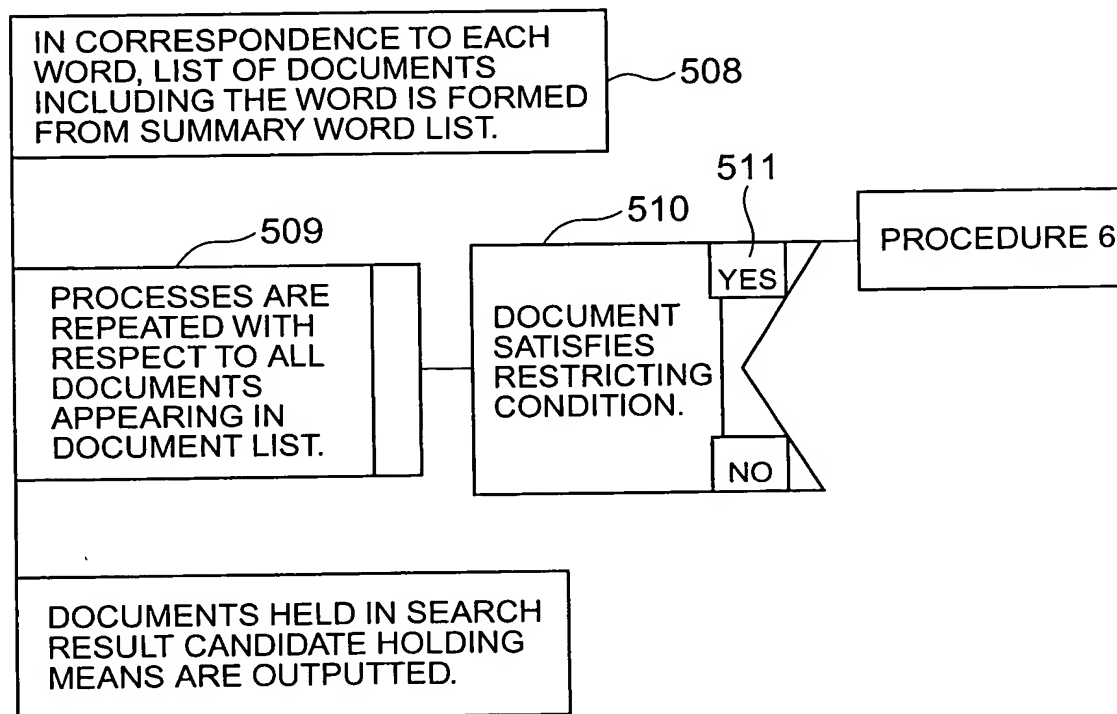 IN CORRESPONDENCE TO EACH
WORD, LIST OF DOCUMENTS
INCLUDING THE WORD IS FORMED
FROM SUMMARY WORD LIST.
508
509
PROCESSES ARE
REPEATED WITH
RESPECT TO ALL
DOCUMENTS
APPEARING IN
DOCUMENT LIST.
510
DOCUMENT
SATISFIES
RESTRICTING
CONDITION.
511
YES
NO
PROCEDURE 6
DOCUMENTS HELD IN SEARCH
RESULT CANDIDATE HOLDING
MEANS ARE OUTPUTTED.